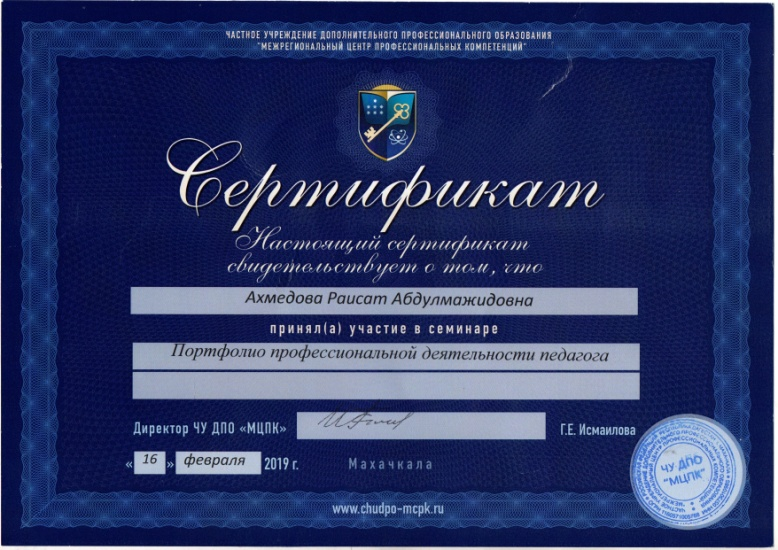 ЧАСТНОЕ УЧРЕЖДЕНИЕ ДОПОЛНИТЕЛЬНОГО ПРОФЕССИОНАЛЬНОГО ОБРАЗОВАНИЯ
"МЕЖРЕГИОНАЛЬНЫЙ ЦЕНТР ПРОФЕССИОНАЛЬНЫХ КОМПЕТЕНЦИЙ"
Сертификат
Настоящий сертификат
свидетельствует о том, что
Ахмедова Раисат Абдулмажидовна
принял(а) участие в семинаре
Портфолио профессиональной деятельности педагога
Директор ЧУ ДПО «МЦПК» Г.Е. Исмаилова
« 16 » февраля 2019 г. Махачкала
ЧУ ДПО
"МЦПК"
www.chudpo-mcpk.ru